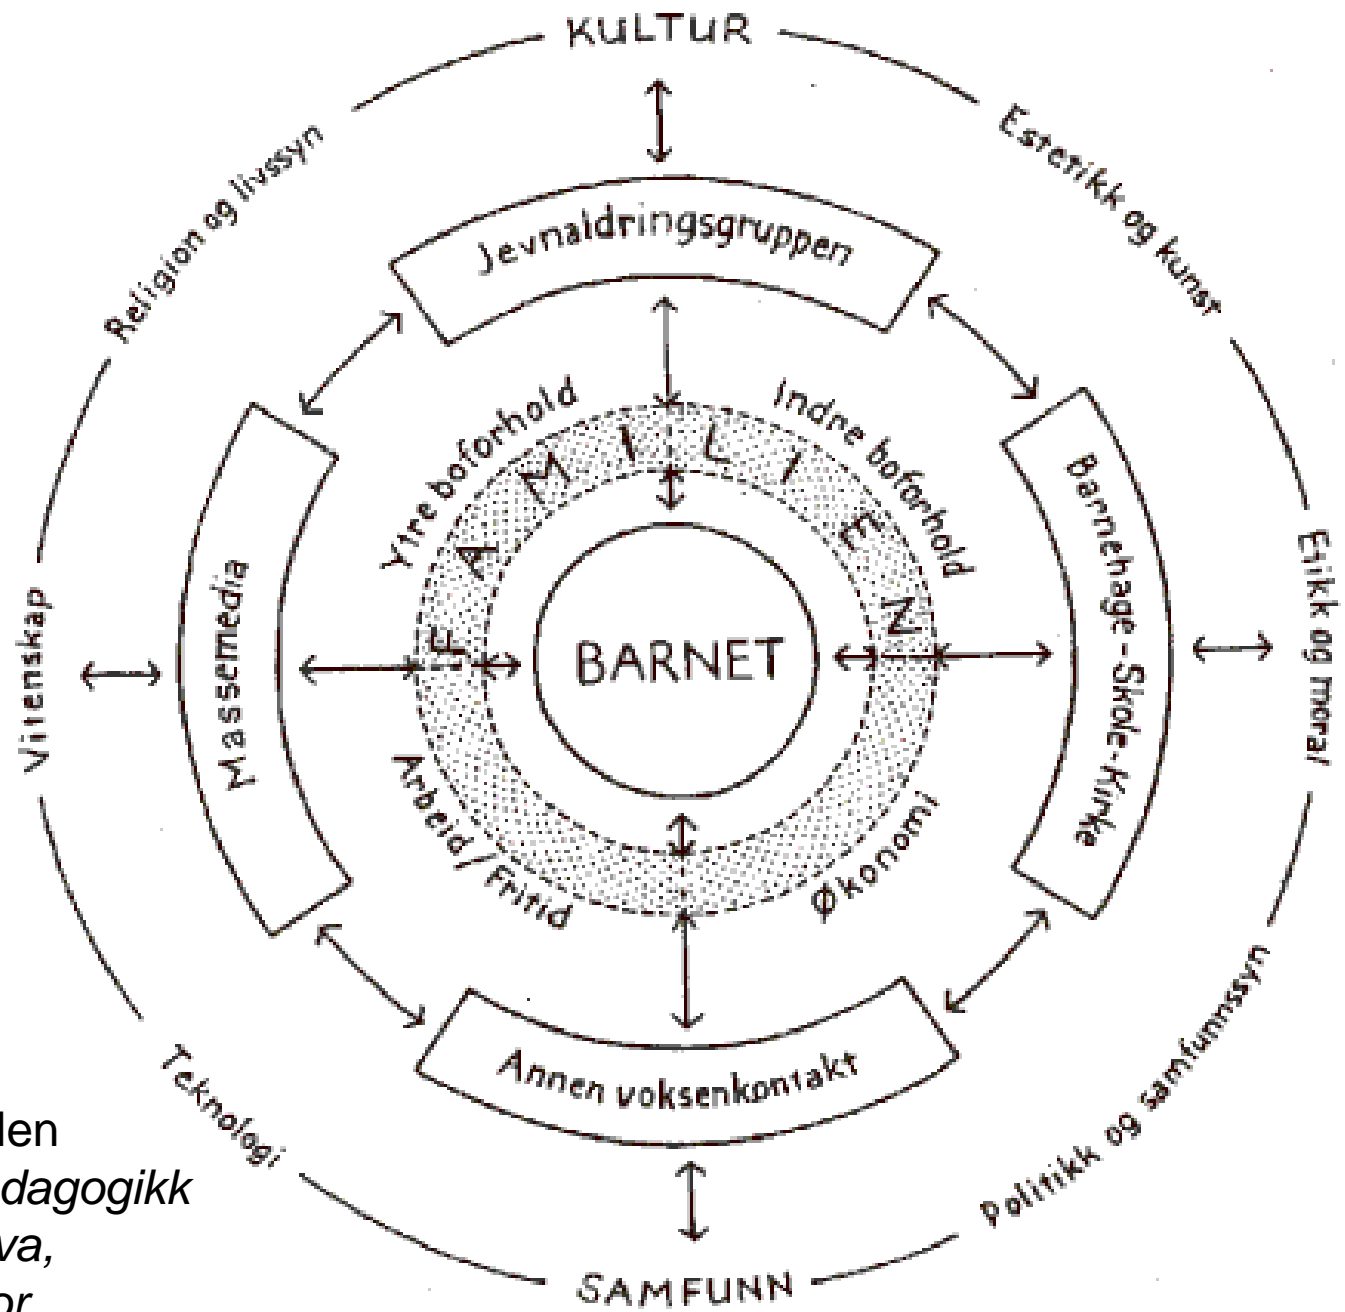 KULTUR
Religion og livssyn
Estetikk og kunst
Jevnaldringsgruppen
Ytre boforhold
Indre boforhold
FAMILIEN
Vitenskap
Massemedia
BARNET
Barnehage-Skole-Kirke
Etikk og moral
Arbeid/Fritid
Økonomi
Annen voksenkontakt
Teknologi
Politikk og samfunnssyn
SAMFUNN
len
dagogikk
va,
or